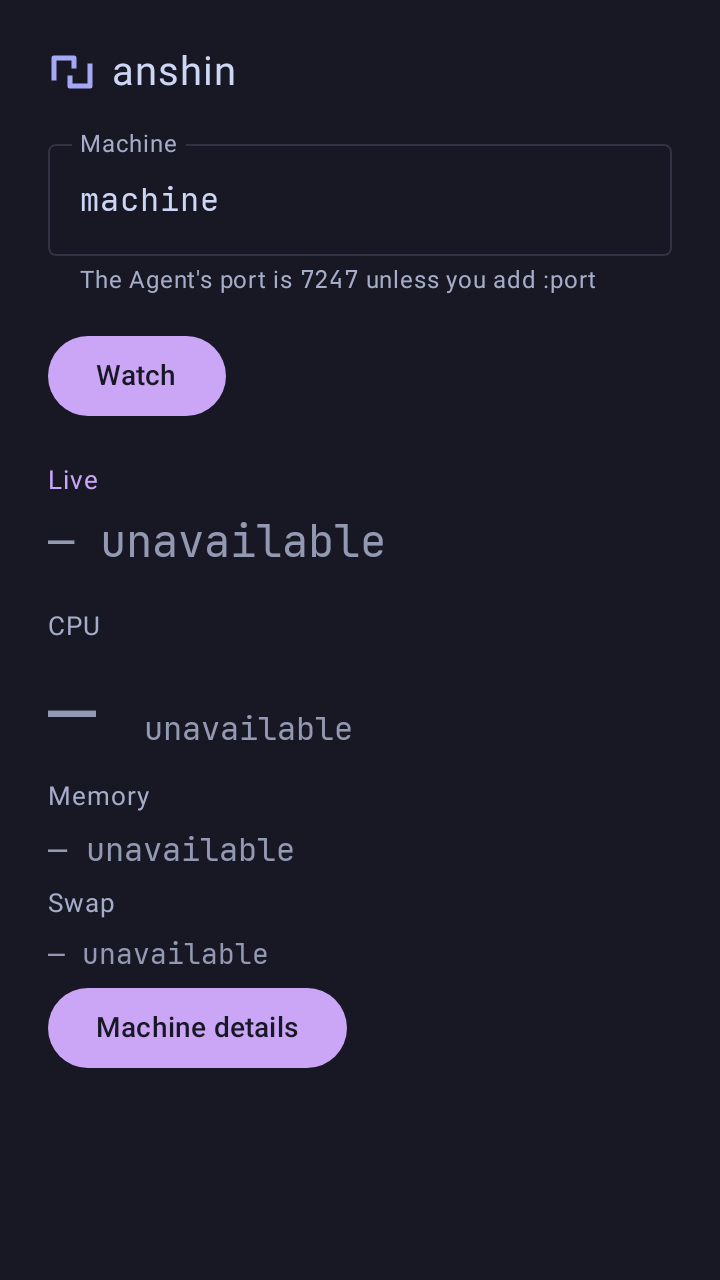 anshin
Machine
machine
The Agent's port is 7247 unless you add :port
Watch
Live
— unavailable
CPU
— unavailable
Memory
— unavailable
Swap
— unavailable
Machine details